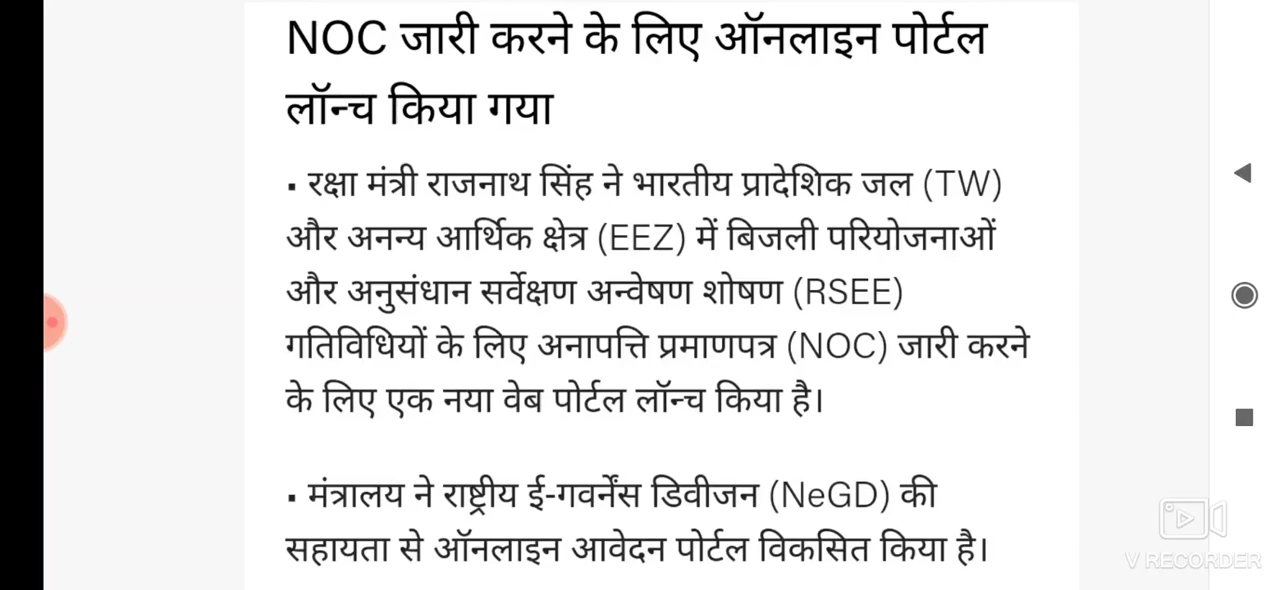 NOC जारी करने के लिए ऑनलाइन पोर्टल
लॉन्च किया गया
▪ रक्षा मंत्री राजनाथ सिंह ने भारतीय प्रादेशिक जल (TW)
और अनन्य आर्थिक क्षेत्र (EEZ) में बिजली परियोजनाओं
और अनुसंधान सर्वेक्षण अन्वेषण शोषण (RSEE)
गतिविधियों के लिए अनापत्ति प्रमाणपत्र (NOC) जारी करने
के लिए एक नया वेब पोर्टल लॉन्च किया है।
▪ मंत्रालय ने राष्ट्रीय ई-गवर्नेंस डिवीजन (NeGD) की
सहायता से ऑनलाइन आवेदन पोर्टल विकसित किया है।
V RECORDER